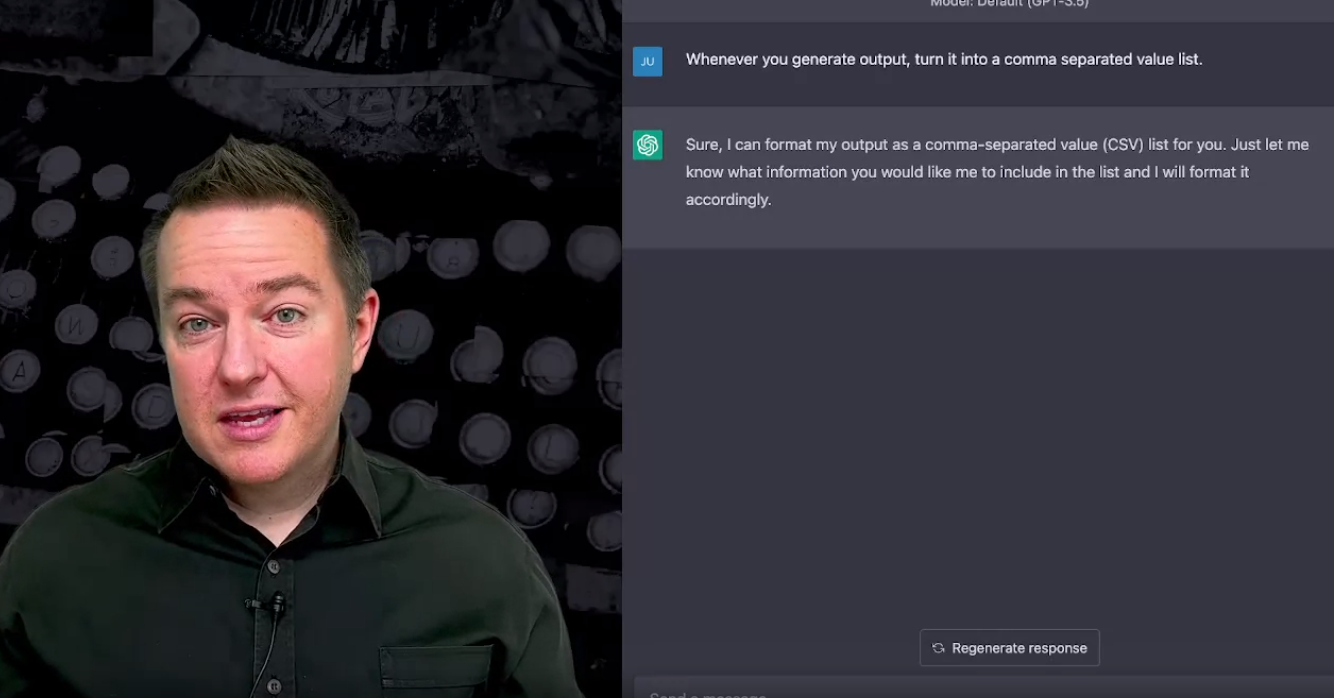 Model: Default (GPT-3.5)
JU
Whenever you generate output, turn it into a comma separated value list.
Sure, I can format my output as a comma-separated value (CSV) list for you. Just let me
know what information you would like me to include in the list and I will format it
accordingly.
Regenerate response
Send a message